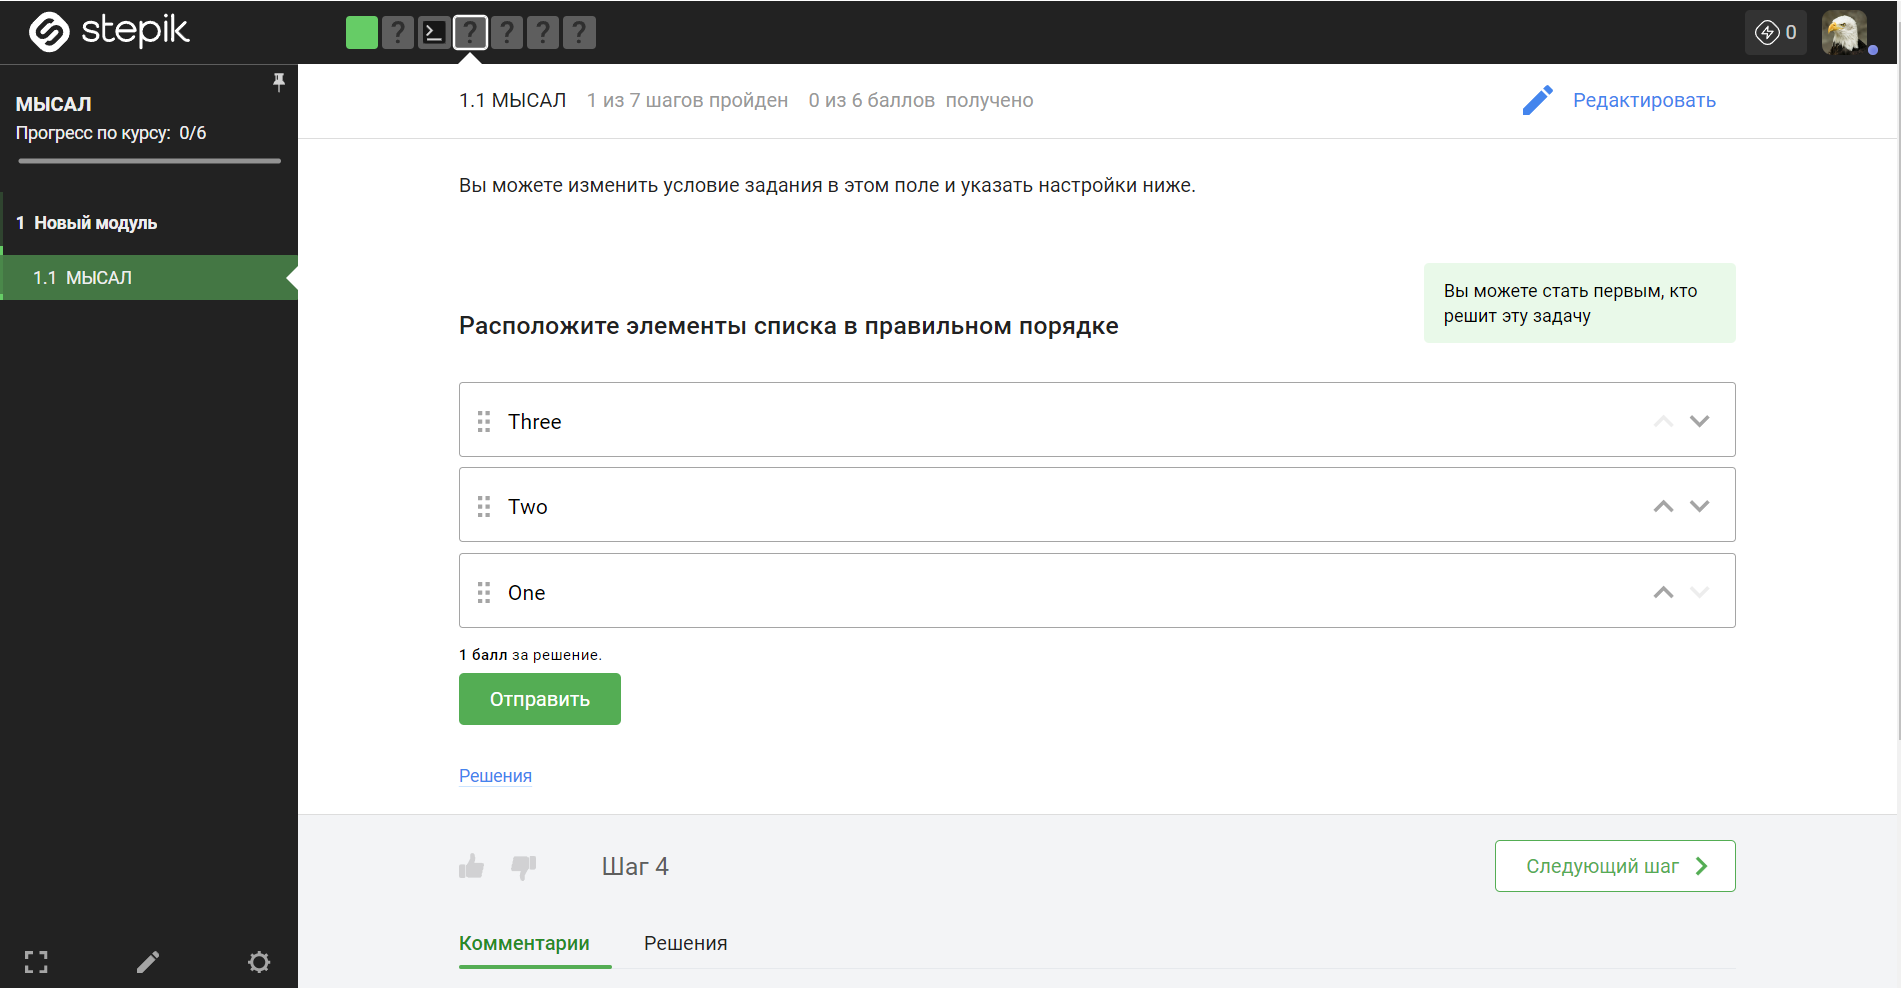 stepik
? ? ? ? ? ?
0
МЫСАЛ
Прогресс по курсу: 0/6
1 Новый модуль
1.1 МЫСАЛ
1.1 МЫСАЛ 1 из 7 шагов пройден 0 из 6 баллов получено
Редактировать
Вы можете изменить условие задания в этом поле и указать настройки ниже.
Вы можете стать первым, кто
решит эту задачу
Расположите элементы списка в правильном порядке
Three
Two
One
1 балл за решение.
Отправить
Решения
Шаг 4
Следующий шаг
Комментарии Решения